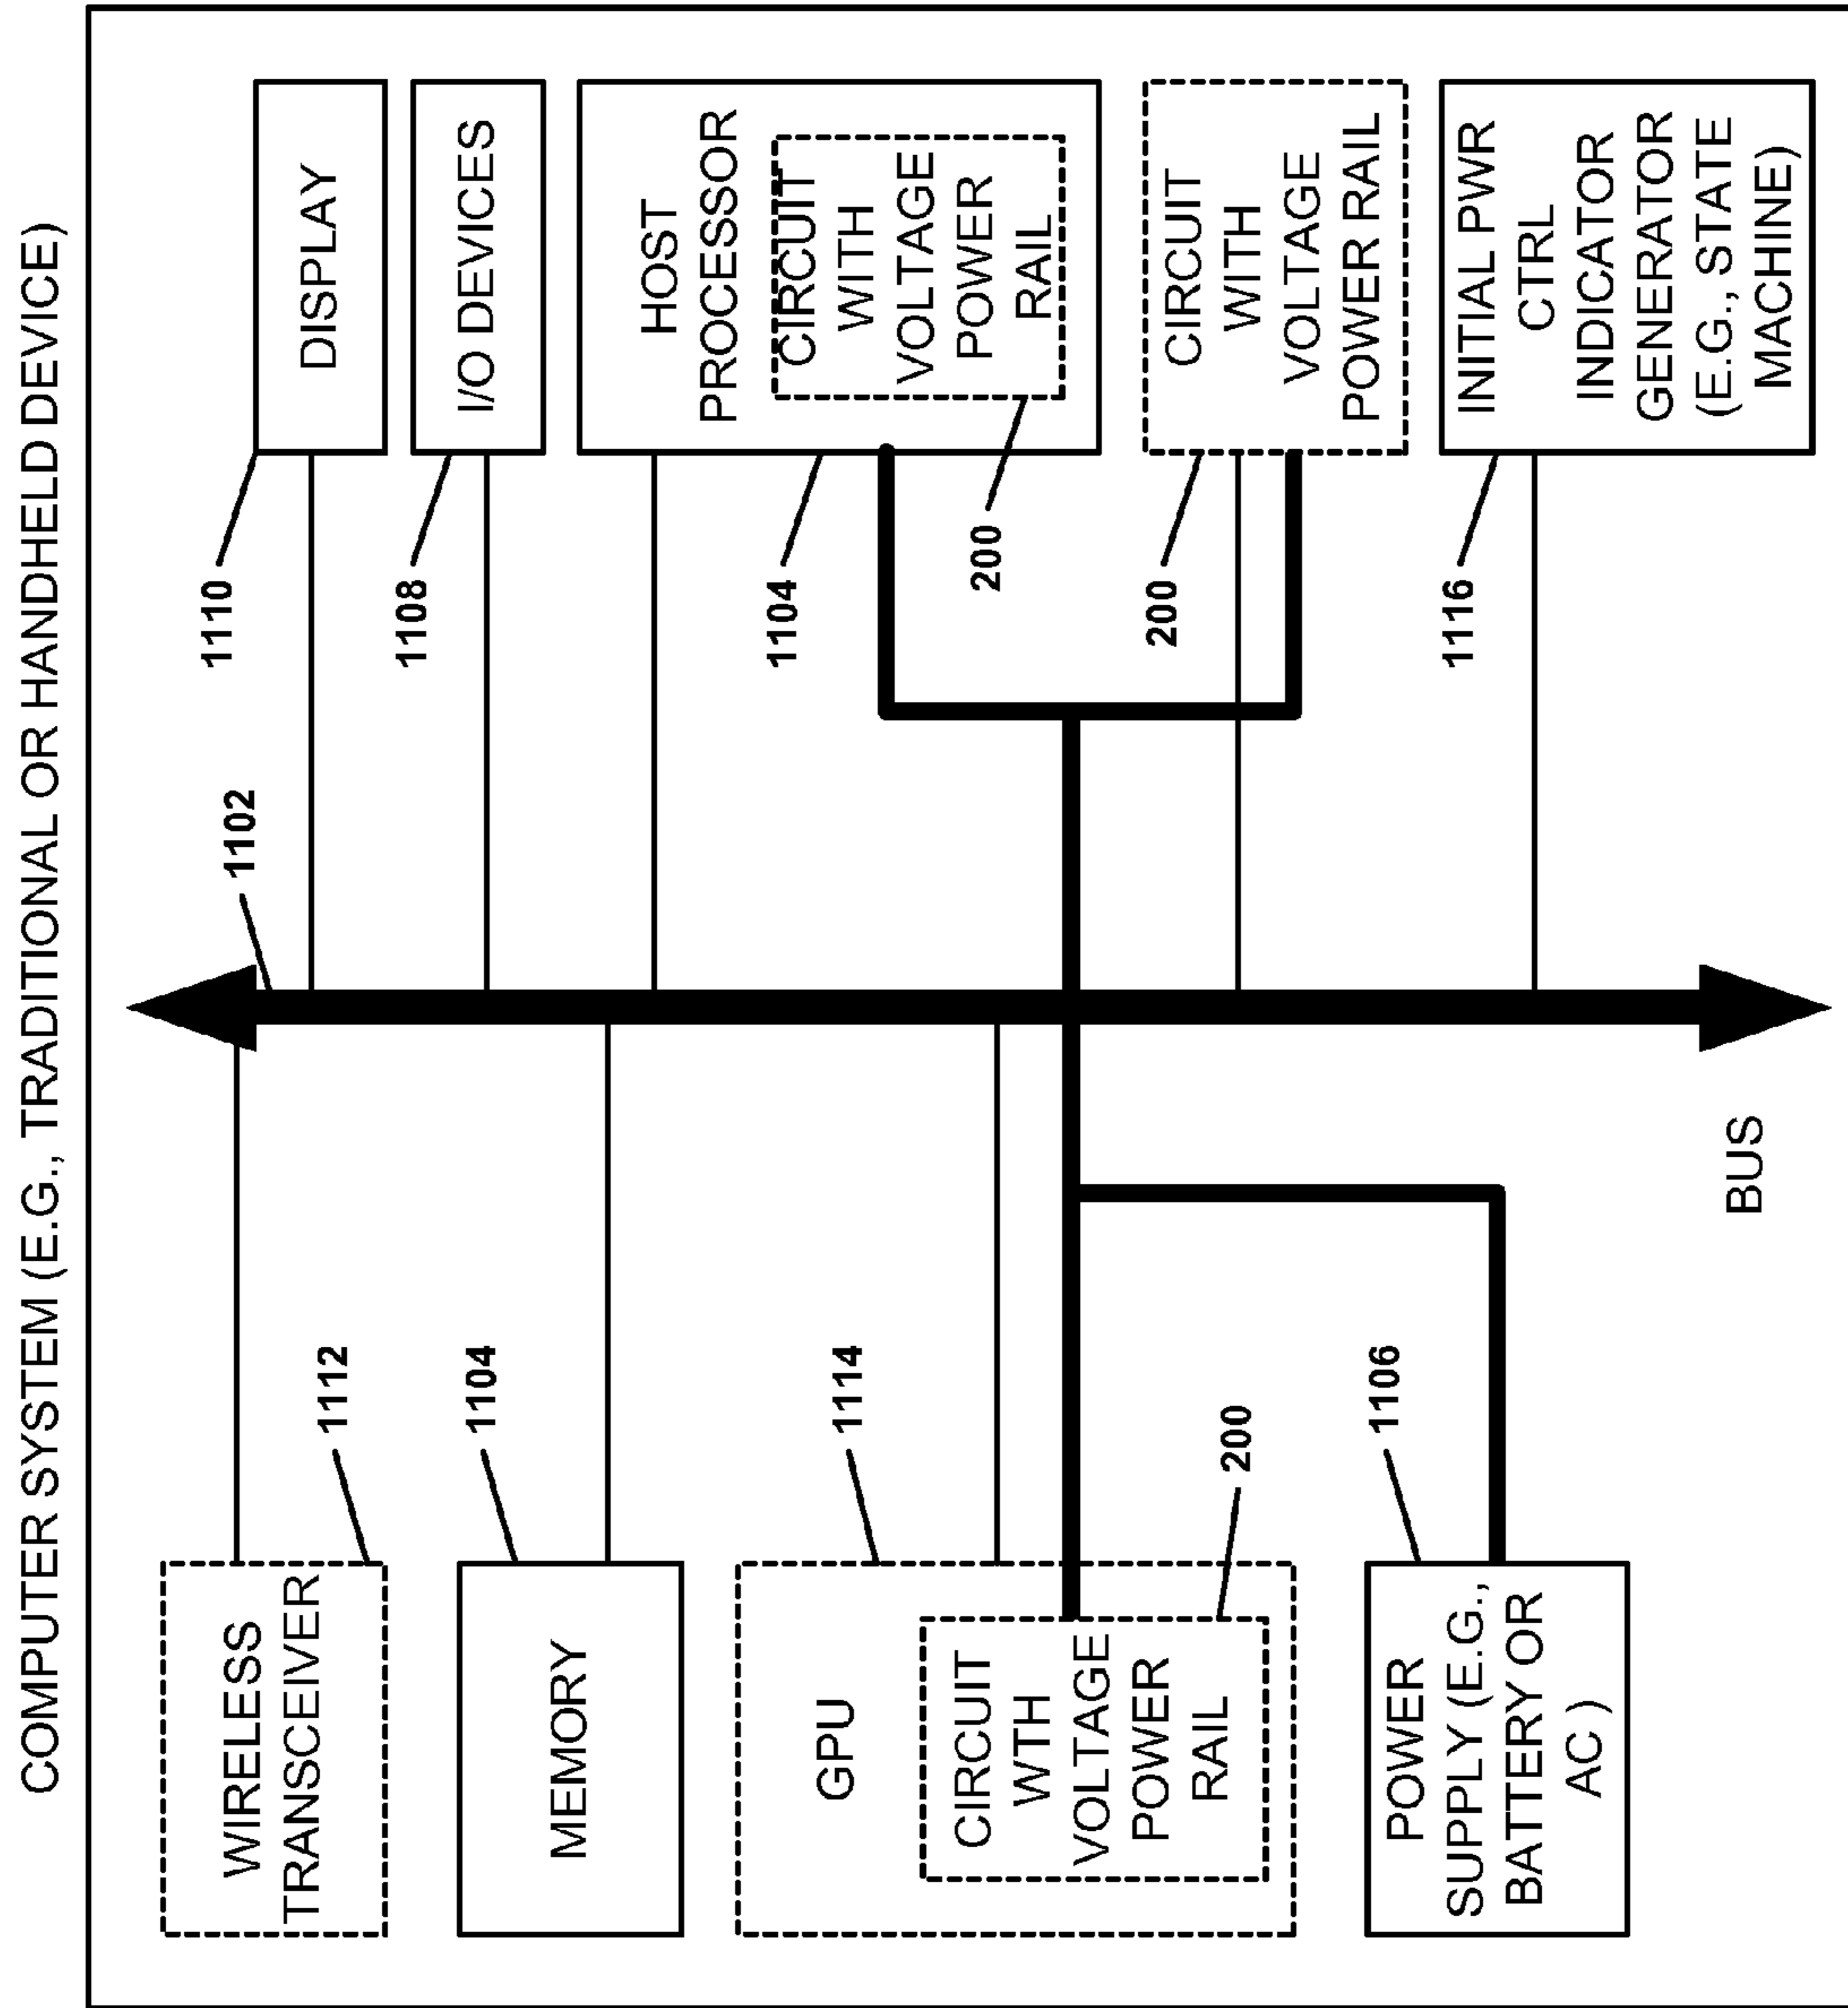 COMPUTER SYSTEM (E.G., TRADITIONAL OR HANDHELD DEVICE)
WIRELESS
TRANSCEIVER
1112
MEMORY
1104
GPU
1114
CIRCUIT
WTH
VOLTAGE
POWER
RAIL
200
POWER
SUPPLY (E.G.,
BATTERY OR
AC )
1106
BUS
1102
DISPLAY
1110
I/O DEVICES
1108
HOST
PROCESSOR
1104
CIRCUIT
WITH
VOLTAGE
POWER
RAIL
200
CIRCUIT
WITH
VOLTAGE
POWER RAIL
200
INITIAL PWR
CTRL
INDICATOR
GENERATOR
(E.G., STATE
MACHINE)
1116